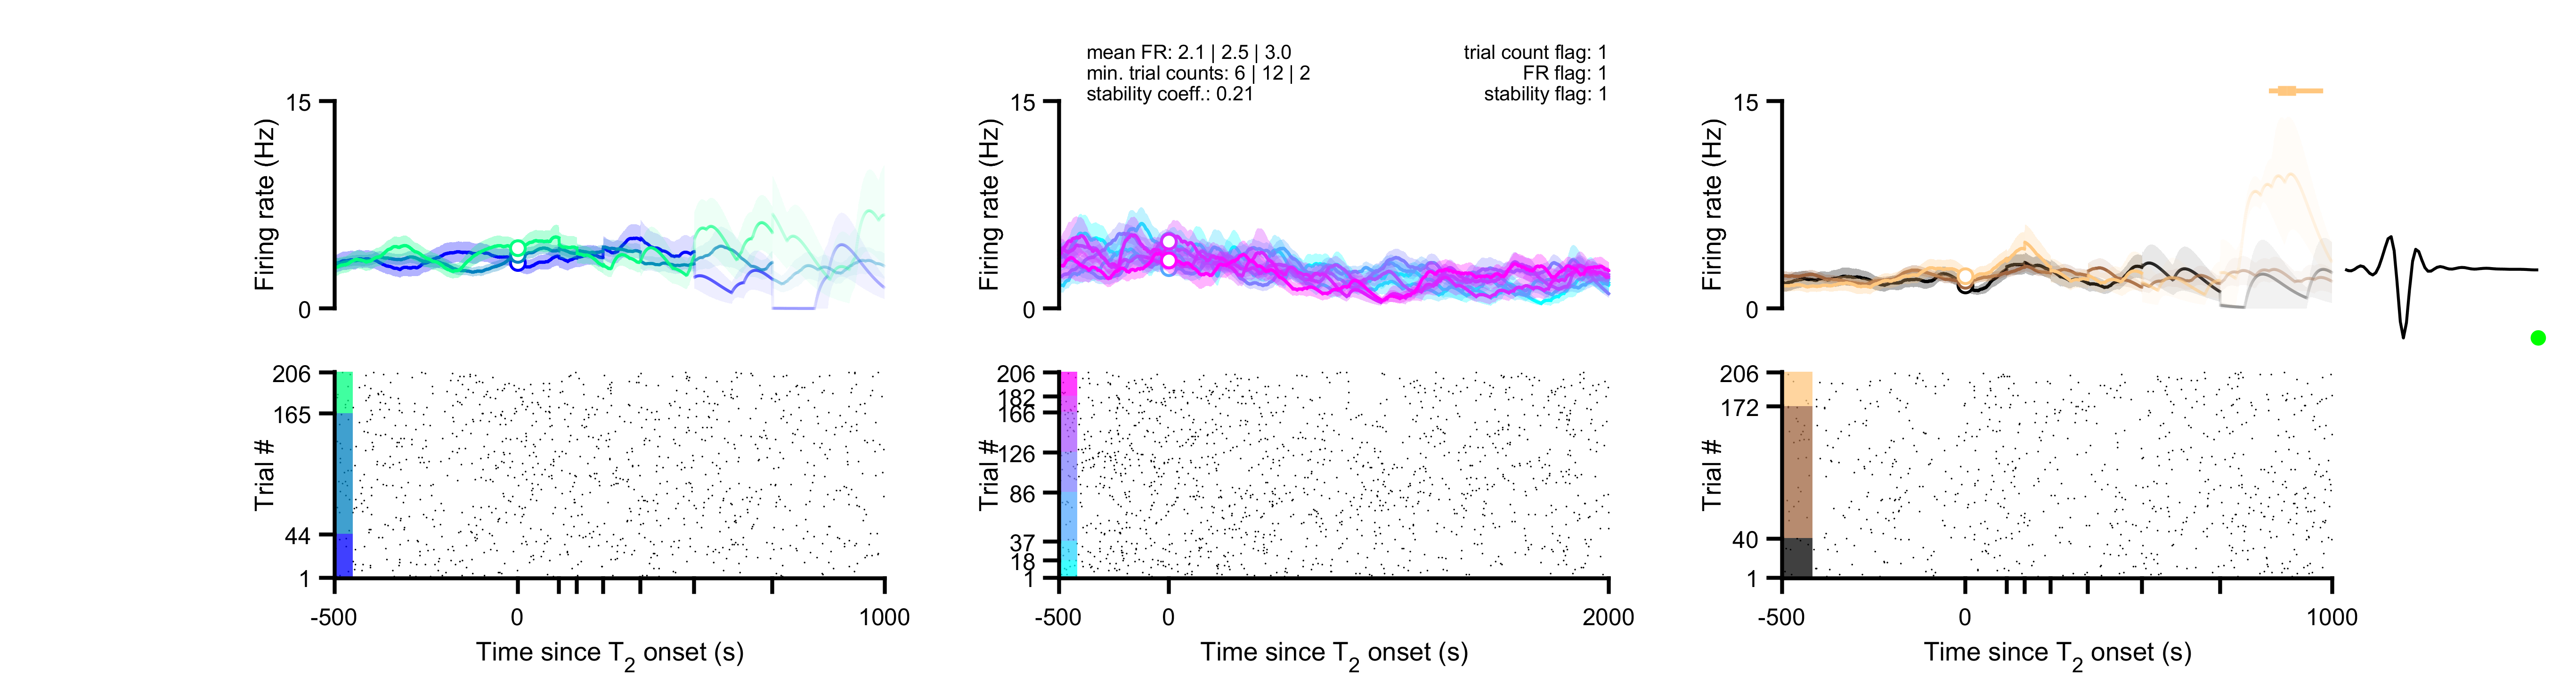 mean FR: 2.1 | 2.5 | 3.0
min. trial counts: 6 | 12 | 2
stability coeff.: 0.21
trial count flag: 1
FR flag: 1
stability flag: 1
15
0
Firing rate (Hz)
206
165
44
1
Trial #
-500
0
1000
Time since T2 onset (s)
15
0
Firing rate (Hz)
206
182
166
126
86
37
18
1
Trial #
-500
0
2000
Time since T2 onset (s)
15
0
Firing rate (Hz)
206
172
40
1
Trial #
-500
0
1000
Time since T2 onset (s)